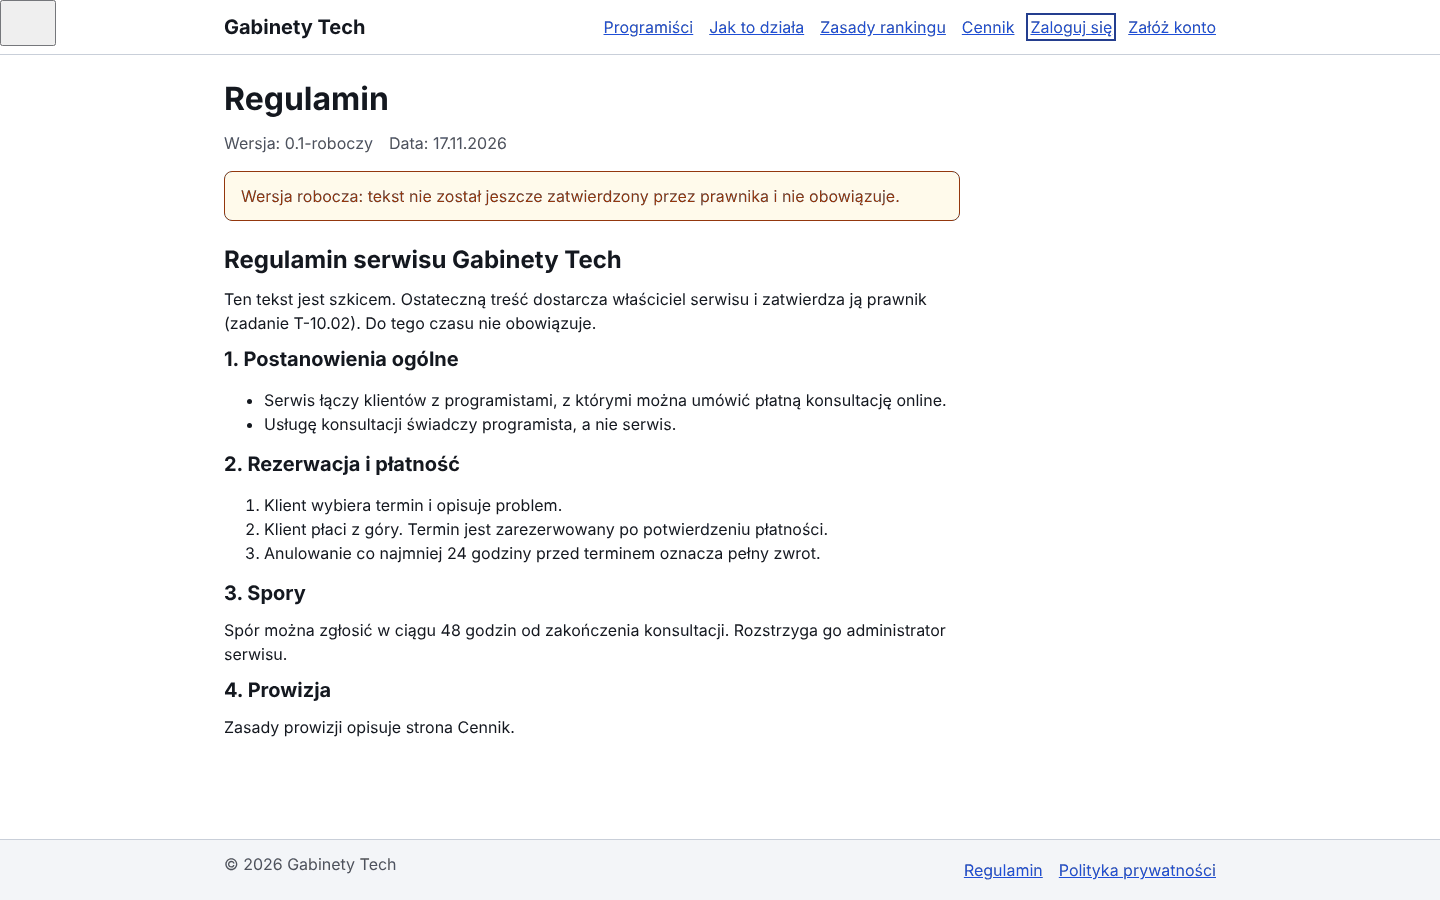 Gabinety Tech
Programiści Jak to działa Zasady rankingu Cennik Zaloguj się Załóż konto
Regulamin
Wersja: 0.1-roboczy Data: 17.11.2026
Wersja robocza: tekst nie został jeszcze zatwierdzony przez prawnika i nie obowiązuje.
Regulamin serwisu Gabinety Tech
Ten tekst jest szkicem. Ostateczną treść dostarcza właściciel serwisu i zatwierdza ją prawnik
(zadanie T-10.02). Do tego czasu nie obowiązuje.
1. Postanowienia ogólne
• Serwis łączy klientów z programistami, z którymi można umówić płatną konsultację online.
• Usługę konsultacji świadczy programista, a nie serwis.
2. Rezerwacja i płatność
1. Klient wybiera termin i opisuje problem.
2. Klient płaci z góry. Termin jest zarezerwowany po potwierdzeniu płatności.
3. Anulowanie co najmniej 24 godziny przed terminem oznacza pełny zwrot.
3. Spory
Spór można zgłosić w ciągu 48 godzin od zakończenia konsultacji. Rozstrzyga go administrator
serwisu.
4. Prowizja
Zasady prowizji opisuje strona Cennik.
© 2026 Gabinety Tech
Regulamin Polityka prywatności